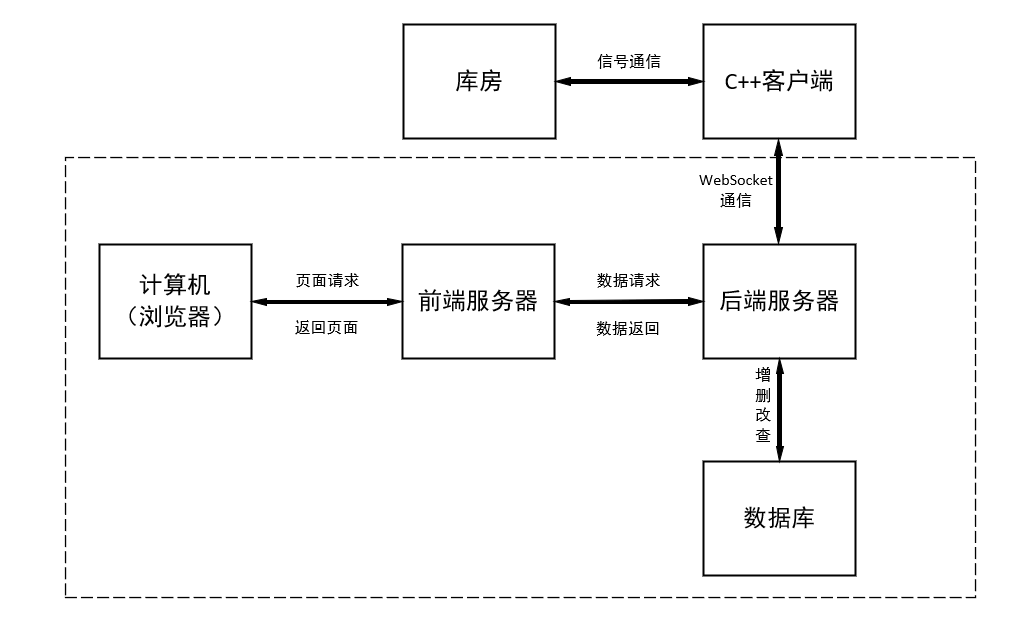 库房
信号通信
C++客户端
WebSocket
通信
计算机
（浏览器）
页面请求
返回页面
前端服务器
数据请求
数据返回
后端服务器
增
删
改
查
数据库